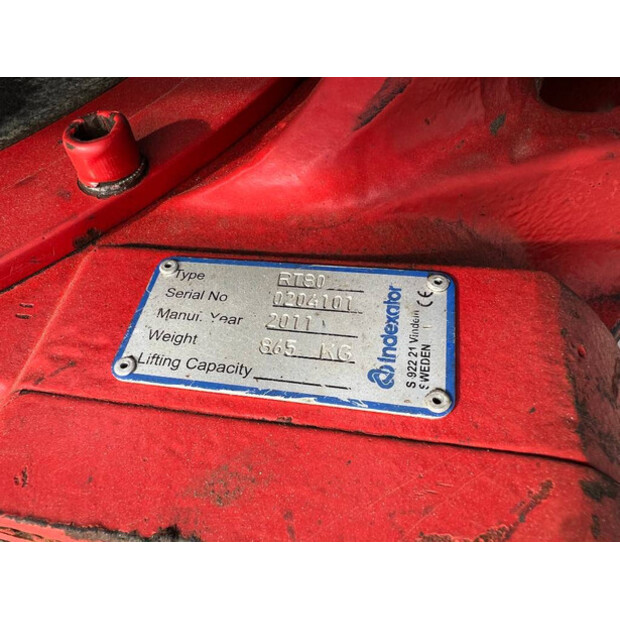 Type RT80
Serial No 0204101
Manuf. Year 2011
Weight 865 KG
Lifting Capacity
Indexator
S 922 21 Vindeln
SWEDEN
CE